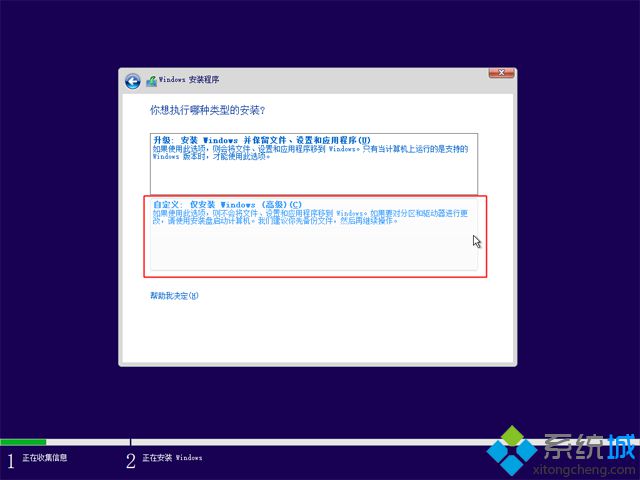 Windows 安装程序
你想执行哪种类型的安装?
升级: 安装 Windows 并保留文件、设置和应用程序(U)
如果使用此选项，则会将文件、设置和应用程序移到 Windows。只有当计算机上运行的是支持的
Windows 版本时，才能使用此选项。
自定义: 仅安装 Windows (高级)(C)
如果使用此选项，则不会将文件、设置和应用程序移到 Windows。如果要对分区和驱动器进行更
改，请使用安装盘启动计算机。我们建议你先备份文件，然后再继续操作。
帮助我决定(H)
1 正在收集信息
2 正在安装 Windows
系统城
xitongcheng.com